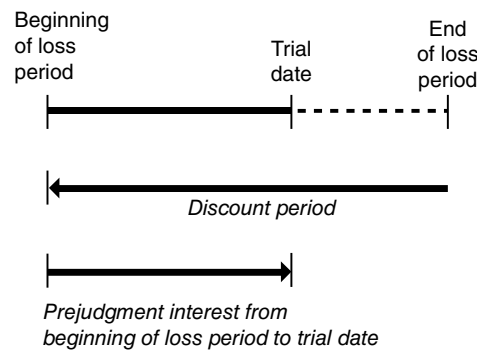 Beginning
of loss
period
Trial
date
End
of loss
period
Discount period
Prejudgment interest from
beginning of loss period to trial date